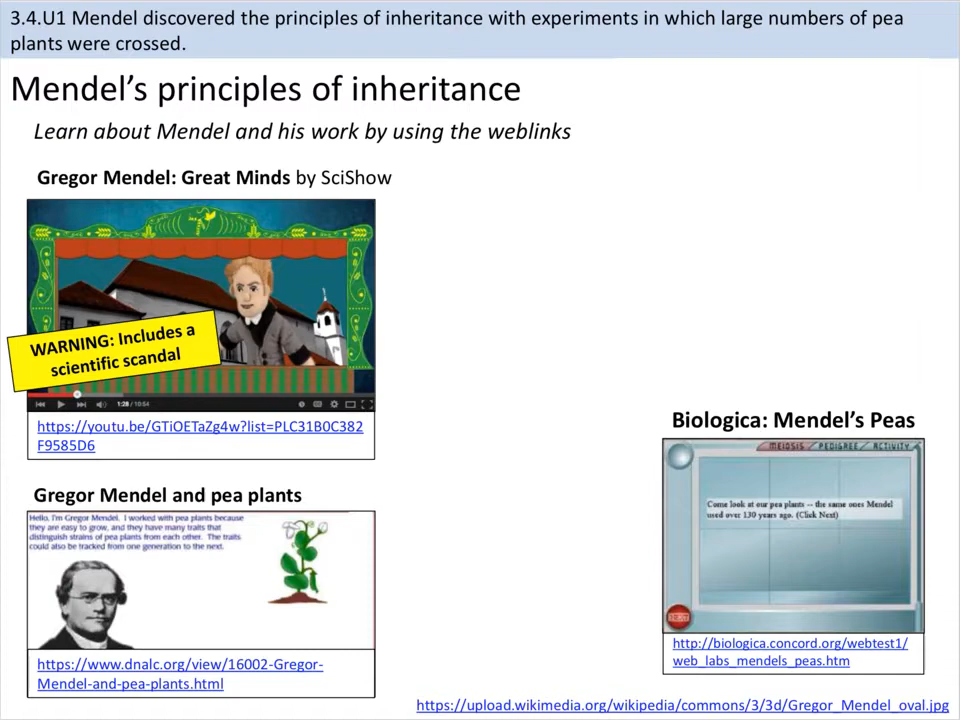 3.4.U1 Mendel discovered the principles of inheritance with experiments in which large numbers of pea
plants were crossed.
Mendel's principles of inheritance
Learn about Mendel and his work by using the weblinks
Gregor Mendel: Great Minds by SciShow
WARNING: Includes a
scientific scandal
1:28 / 10:54
https://youtu.be/GTiOETaZg4w?list=PLC31B0C382
F9585D6
Gregor Mendel and pea plants
Hello, I'm Gregor Mendel. I worked with pea plants because
they are easy to grow, and they have many traits that
distinguish strains of pea plants from each other. The traits
could also be tracked from one generation to the next.
https://www.dnalc.org/view/16002-Gregor-
Mendel-and-pea-plants.html
Biologica: Mendel's Peas
MEIOSIS PEDIGREE ACTIVITY
Come look at our pea plants -- the same ones Mendel
used over 130 years ago. (Click Next)
http://biologica.concord.org/webtest1/
web_labs_mendels_peas.htm
https://upload.wikimedia.org/wikipedia/commons/3/3d/Gregor_Mendel_oval.jpg